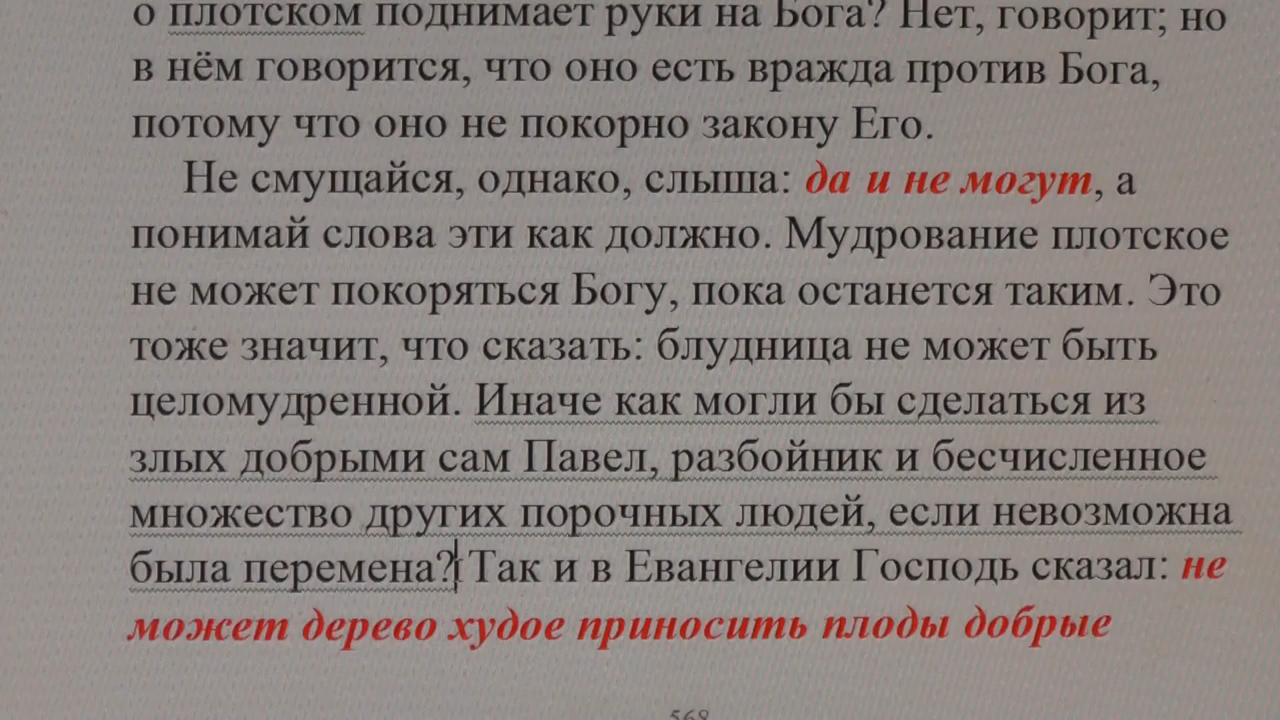 о плотском поднимает руки на Бога? Нет, говорит; но
в нём говорится, что оно есть вражда против Бога,
потому что оно не покорно закону Его.
Не смущайся, однако, слыша: да и не могут, а
понимай слова эти как должно. Мудрование плотское
не может покоряться Богу, пока останется таким. Это
тоже значит, что сказать: блудница не может быть
целомудренной. Иначе как могли бы сделаться из
злых добрыми сам Павел, разбойник и бесчисленное
множество других порочных людей, если невозможна
была перемена? Так и в Евангелии Господь сказал: не
может дерево худое приносить плоды добрые
568